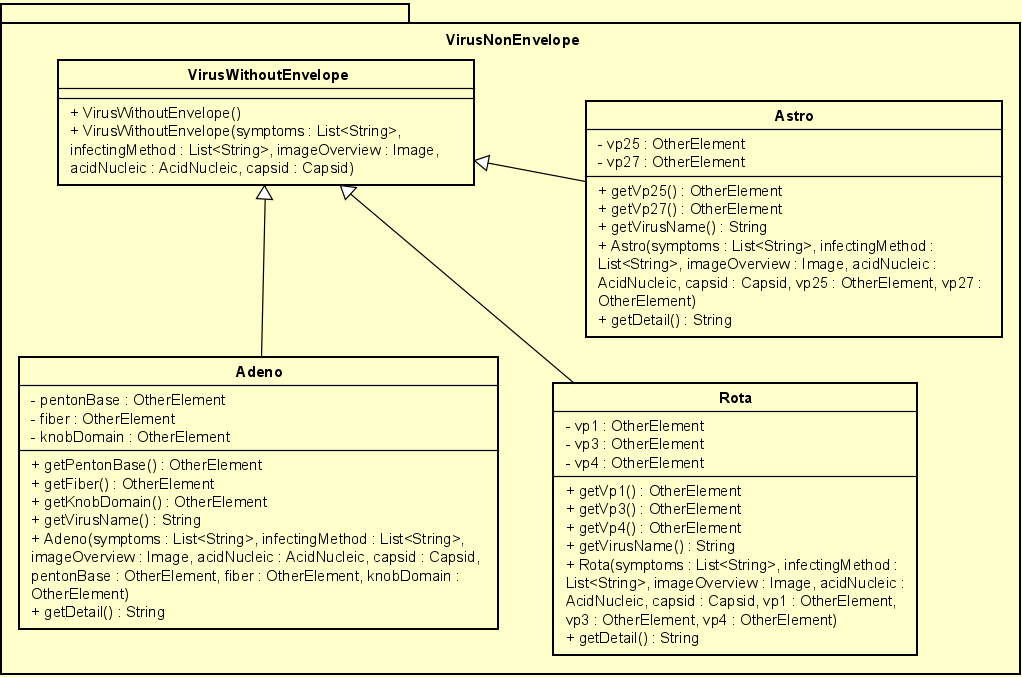 VirusNonEnvelope
VirusWithoutEnvelope
+ VirusWithoutEnvelope()
+ VirusWithoutEnvelope(symptoms : List<String>,
infectingMethod : List<String>, imageOverview : Image,
acidNucleic : AcidNucleic, capsid : Capsid)
Astro
- vp25 : OtherElement
- vp27 : OtherElement
+ getVp25() : OtherElement
+ getVp27() : OtherElement
+ getVirusName() : String
+ Astro(symptoms : List<String>, infectingMethod :
List<String>, imageOverview : Image, acidNucleic :
AcidNucleic, capsid : Capsid, vp25 : OtherElement, vp27 :
OtherElement)
+ getDetail() : String
Adeno
- pentonBase : OtherElement
- fiber : OtherElement
- knobDomain : OtherElement
+ getPentonBase() : OtherElement
+ getFiber() : OtherElement
+ getKnobDomain() : OtherElement
+ getVirusName() : String
+ Adeno(symptoms : List<String>, infectingMethod : List<String>,
imageOverview : Image, acidNucleic : AcidNucleic, capsid : Capsid,
pentonBase : OtherElement, fiber : OtherElement, knobDomain :
OtherElement)
+ getDetail() : String
Rota
- vp1 : OtherElement
- vp3 : OtherElement
- vp4 : OtherElement
+ getVp1() : OtherElement
+ getVp3() : OtherElement
+ getVp4() : OtherElement
+ getVirusName() : String
+ Rota(symptoms : List<String>, infectingMethod :
List<String>, imageOverview : Image, acidNucleic :
AcidNucleic, capsid : Capsid, vp1 : OtherElement,
vp3 : OtherElement, vp4 : OtherElement)
+ getDetail() : String